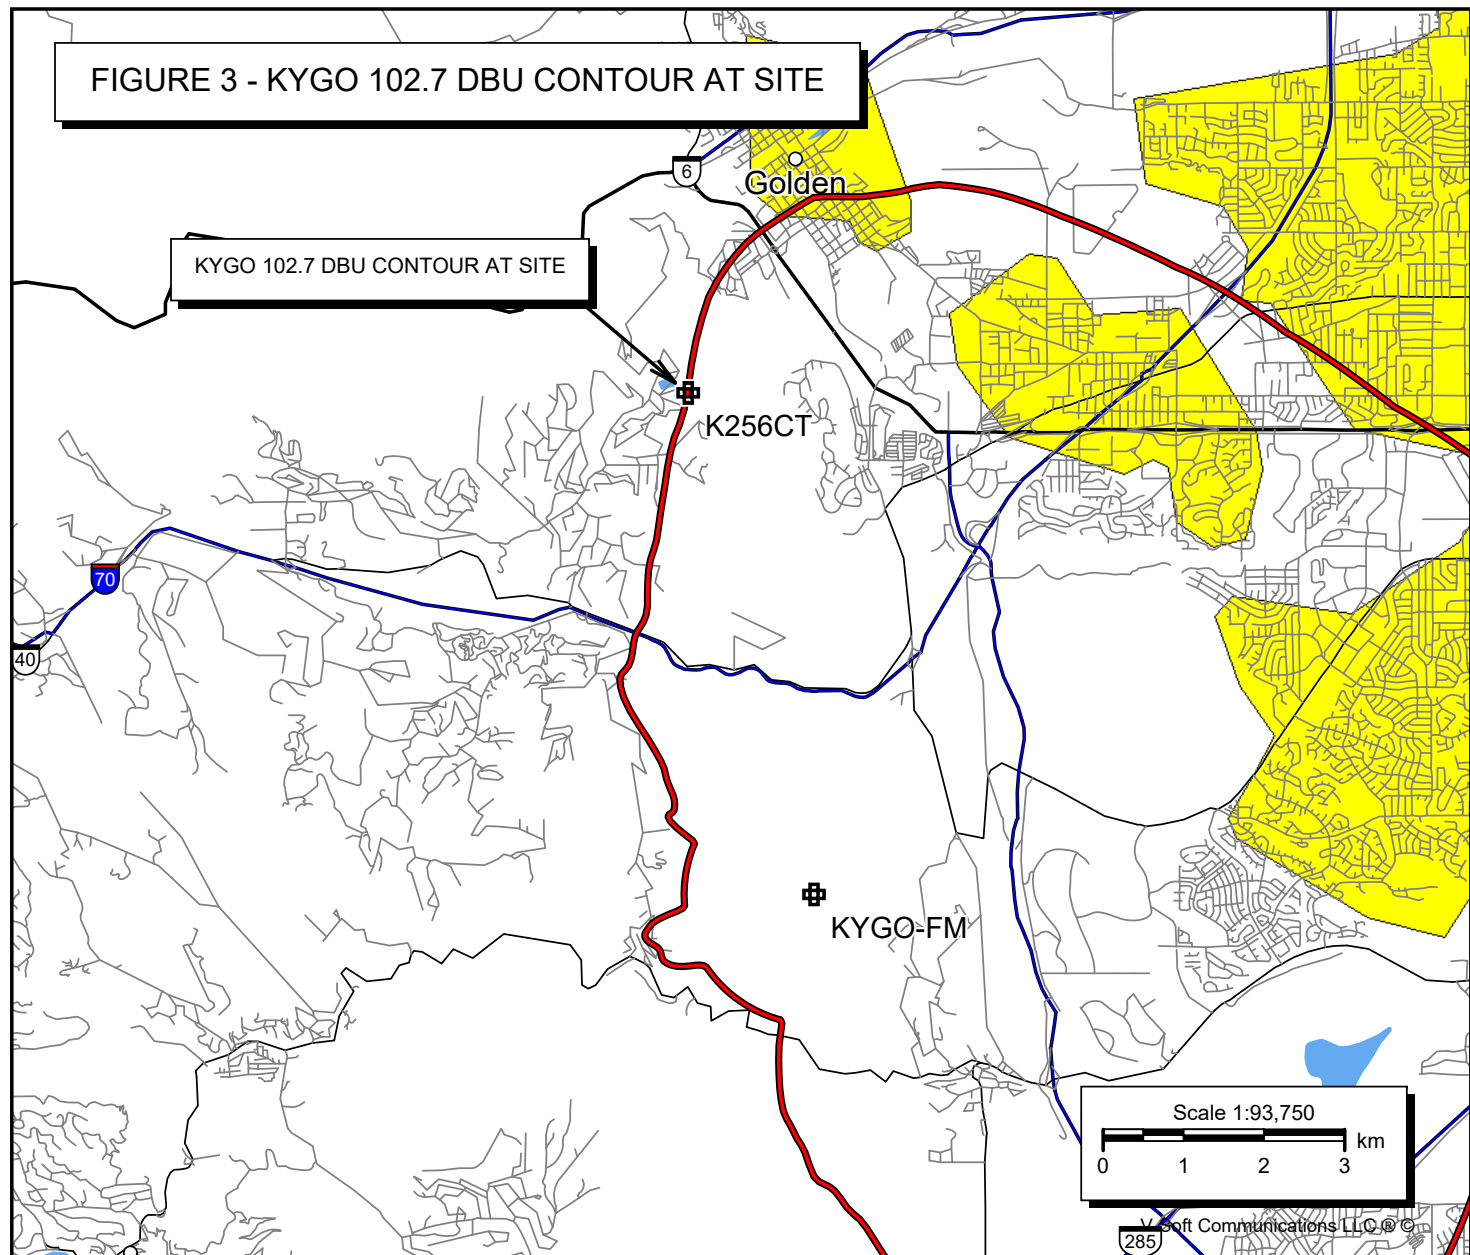 FIGURE 3 - KYGO 102.7 DBU CONTOUR AT SITE
6
Golden
KYGO 102.7 DBU CONTOUR AT SITE
K256CT
70
40
KYGO-FM
Scale 1:93,750
km
0 1 2 3
V-Soft Communications LLC ® ©
285